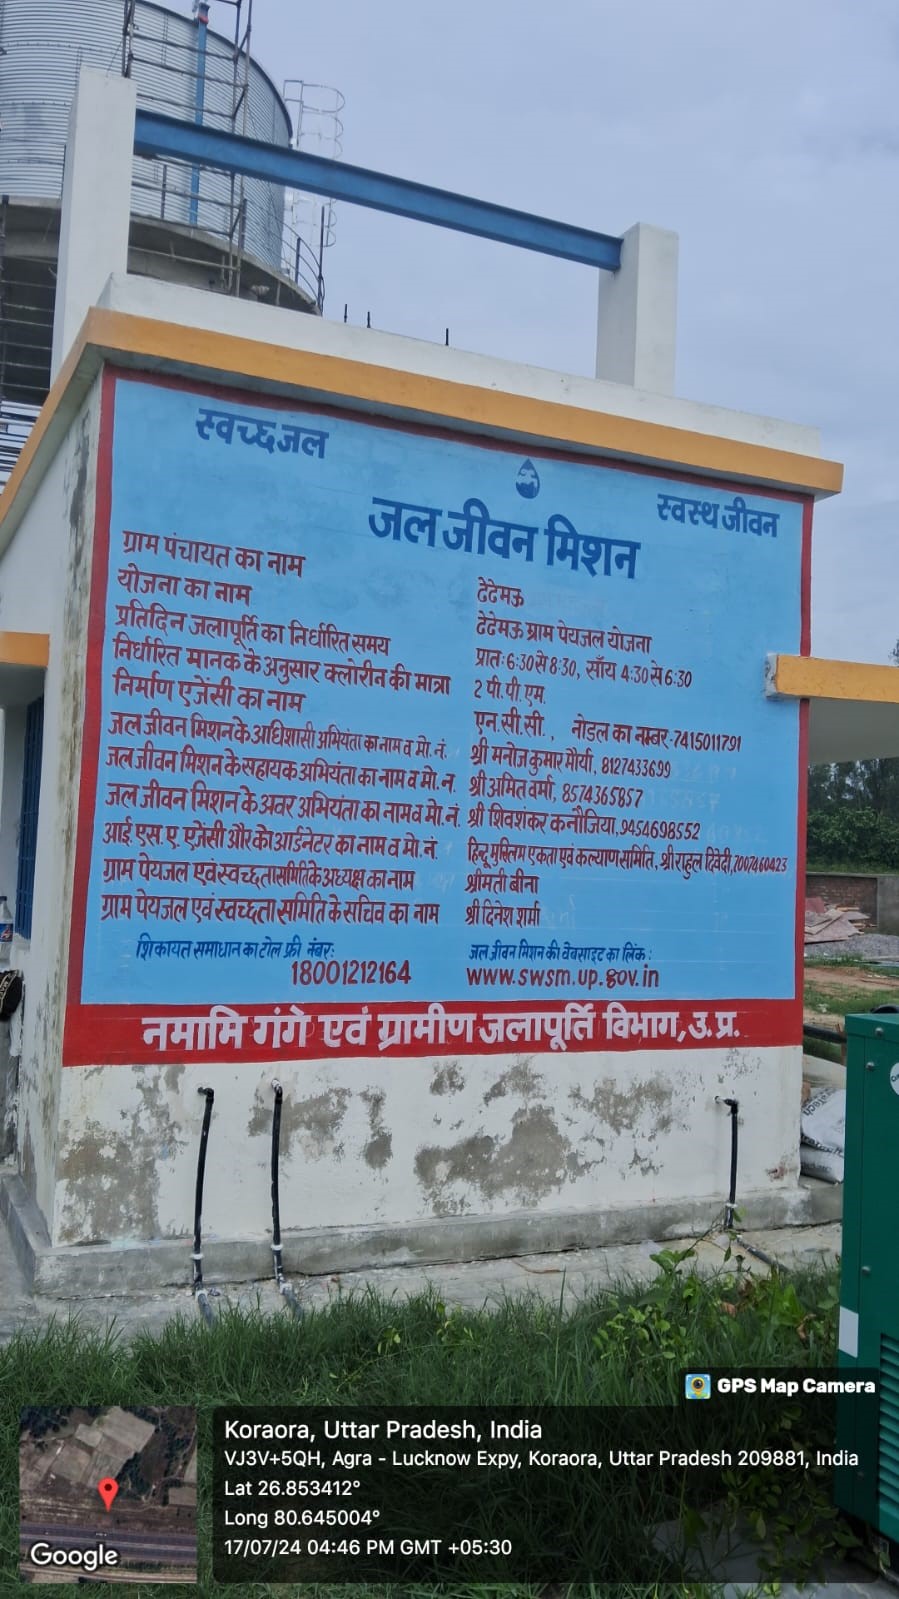 स्वच्छ जल
स्वस्थ जीवन
जल जीवन मिशन
ग्राम पंचायत का नाम देदेमऊ
योजना का नाम देदेमऊ ग्राम पेयजल योजना
प्रतिदिन जलापूर्ति का निर्धारित समय प्रातः 6:30 से 8:30, साँय 4:30 से 6:30
निर्धारित मानक के अनुसार क्लोरीन की मात्रा 2 पी. पी. एम.
निर्माण एजेंसी का नाम एन. सी. सी., नोडल का नम्बर-7415011791
जल जीवन मिशन के अधिशासी अभियंता का नाम व मो. नं. श्री मनोज कुमार मौर्या, 8127433699
जल जीवन मिशन के सहायक अभियंता का नाम व मो. न. श्री अमित वर्मा, 8574365857
जल जीवन मिशन के अवर अभियंता का नाम व मो. नं. श्री शिवशंकर कनौजिया, 9454698552
आई. एस. ए. एजेंसी और कोआर्डिनेटर का नाम व मो. नं. हिन्दू मुस्लिम एकता एवं कल्याण समिति, श्री राहुल द्विवेदी, 7007460423
ग्राम पेयजल एवं स्वच्छता समिति के अध्यक्ष का नाम श्रीमती बीना
ग्राम पेयजल एवं स्वच्छता समिति के सचिव का नाम श्री दिनेश शर्मा
शिकायत समाधान का टोल फ्री नंबर: जल जीवन मिशन की वेबसाइट का लिंक:
18001212164 www.swsm.up.gov.in
नमामि गंगे एवं ग्रामीण जलापूर्ति विभाग, उ. प्र.
GPS Map Camera
Koraora, Uttar Pradesh, India
VJ3V+5QH, Agra - Lucknow Expy, Koraora, Uttar Pradesh 209881, India
Lat 26.853412°
Long 80.645004°
17/07/24 04:46 PM GMT +05:30
Google